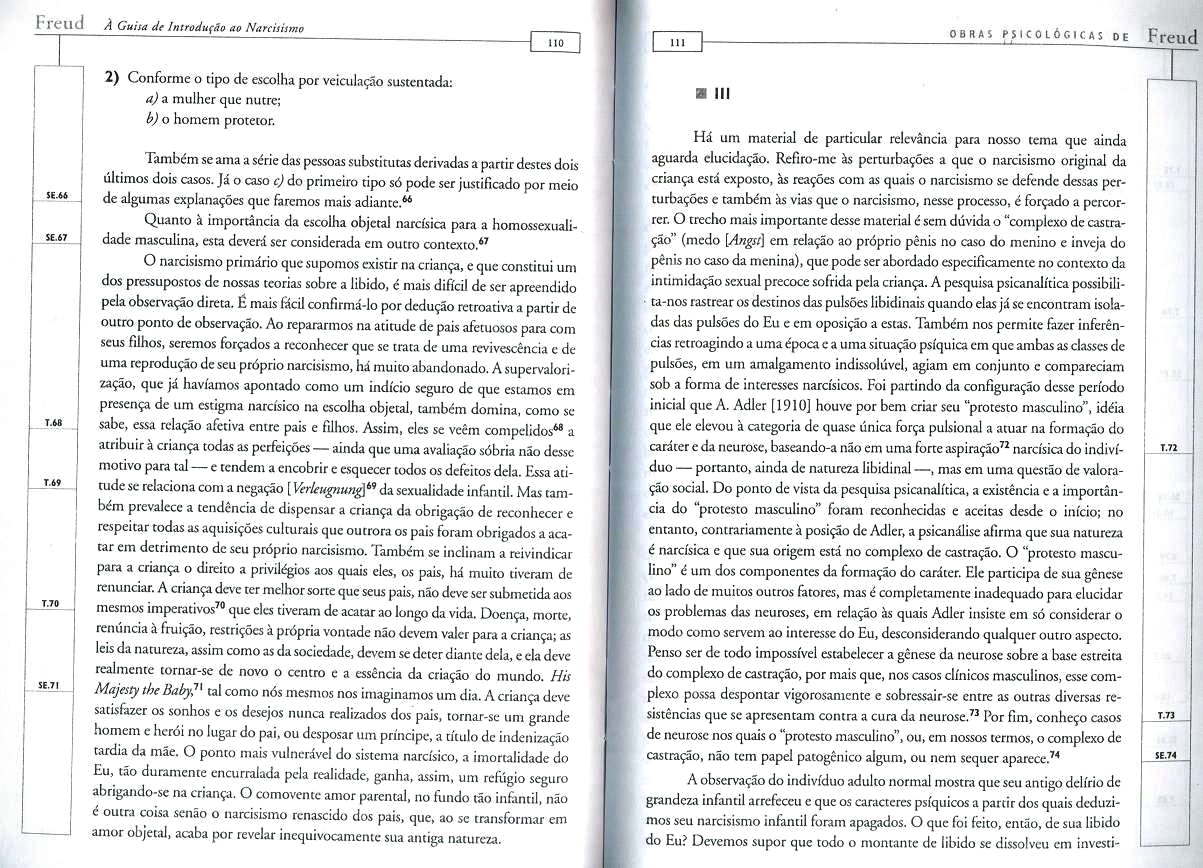 Freud À Guisa de Introdução ao Narcisismo
110
2) Conforme o tipo de escolha por veiculação sustentada:
a) a mulher que nutre;
b) o homem protetor.
Também se ama a série das pessoas substitutas derivadas a partir destes dois
últimos dois casos. Já o caso c) do primeiro tipo só pode ser justificado por meio
de algumas explanações que faremos mais adiante.66
SE.66
Quanto à importância da escolha objetal narcísica para a homossexuali-
dade masculina, esta deverá ser considerada em outro contexto.67
SE.67
O narcisismo primário que supomos existir na criança, e que constitui um
dos pressupostos de nossas teorias sobre a libido, é mais difícil de ser apreendido
pela observação direta. É mais fácil confirmá-lo por dedução retroativa a partir de
outro ponto de observação. Ao repararmos na atitude de pais afetuosos para com
seus filhos, seremos forçados a reconhecer que se trata de uma revivescência e de
uma reprodução de seu próprio narcisismo, há muito abandonado. A supervalori-
zação, que já havíamos apontado como um indício seguro de que estamos em
presença de um estigma narcísico na escolha objetal, também domina, como se
sabe, essa relação afetiva entre pais e filhos. Assim, eles se vêem compelidos68 a
T.68
atribuir à criança todas as perfeições — ainda que uma avaliação sóbria não desse
motivo para tal — e tendem a encobrir e esquecer todos os defeitos dela. Essa ati-
tude se relaciona com a negação [Verleugnung]69 da sexualidade infantil. Mas tam-
T.69
bém prevalece a tendência de dispensar a criança da obrigação de reconhecer e
respeitar todas as aquisições culturais que outrora os pais foram obrigados a aca-
tar em detrimento de seu próprio narcisismo. Também se inclinam a reivindicar
para a criança o direito a privilégios aos quais eles, os pais, há muito tiveram de
renunciar. A criança deve ter melhor sorte que seus pais, não deve ser submetida aos
mesmos imperativos70 que eles tiveram de acatar ao longo da vida. Doença, morte,
T.70
renúncia à fruição, restrições à própria vontade não devem valer para a criança; as
leis da natureza, assim como as da sociedade, devem se deter diante dela, e ela deve
realmente tornar-se de novo o centro e a essência da criação do mundo. His
Majesty the Baby,71 tal como nós mesmos nos imaginamos um dia. A criança deve
SE.71
satisfazer os sonhos e os desejos nunca realizados dos pais, tornar-se um grande
homem e herói no lugar do pai, ou desposar um príncipe, a título de indenização
tardia da mãe. O ponto mais vulnerável do sistema narcísico, a imortalidade do
Eu, tão duramente encurralada pela realidade, ganha, assim, um refúgio seguro
abrigando-se na criança. O comovente amor parental, no fundo tão infantil, não
é outra coisa senão o narcisismo renascido dos pais, que, ao se transformar em
amor objetal, acaba por revelar inequivocamente sua antiga natureza.
111
OBRAS PSICOLÓGICAS DE Freud
III
Há um material de particular relevância para nosso tema que ainda
aguarda elucidação. Refiro-me às perturbações a que o narcisismo original da
criança está exposto, às reações com as quais o narcisismo se defende dessas per-
turbações e também às vias que o narcisismo, nesse processo, é forçado a percor-
rer. O trecho mais importante desse material é sem dúvida o “complexo de castra-
ção” (medo [Angst] em relação ao próprio pênis no caso do menino e inveja do
pênis no caso da menina), que pode ser abordado especificamente no contexto da
intimidação sexual precoce sofrida pela criança. A pesquisa psicanalítica possibili-
ta-nos rastrear os destinos das pulsões libidinais quando elas já se encontram isola-
das das pulsões do Eu e em oposição a estas. Também nos permite fazer inferên-
cias retroagindo a uma época e a uma situação psíquica em que ambas as classes de
pulsões, em um amalgamento indissolúvel, agiam em conjunto e compareciam
sob a forma de interesses narcísicos. Foi partindo da configuração desse período
inicial que A. Adler [1910] houve por bem criar seu “protesto masculino”, idéia
que ele elevou à categoria de quase única força pulsional a atuar na formação do
caráter e da neurose, baseando-a não em uma forte aspiração72 narcísica do indiví-
T.72
duo — portanto, ainda de natureza libidinal —, mas em uma questão de valora-
ção social. Do ponto de vista da pesquisa psicanalítica, a existência e a importân-
cia do “protesto masculino” foram reconhecidas e aceitas desde o início; no
entanto, contrariamente à posição de Adler, a psicanálise afirma que sua natureza
é narcísica e que sua origem está no complexo de castração. O “protesto mascu-
lino” é um dos componentes da formação do caráter. Ele participa de sua gênese
ao lado de muitos outros fatores, mas é completamente inadequado para elucidar
os problemas das neuroses, em relação às quais Adler insiste em só considerar o
modo como servem ao interesse do Eu, desconsiderando qualquer outro aspecto.
Penso ser de todo impossível estabelecer a gênese da neurose sobre a base estreita
do complexo de castração, por mais que, nos casos clínicos masculinos, esse com-
plexo possa despontar vigorosamente e sobressair-se entre as outras diversas re-
sistências que se apresentam contra a cura da neurose.73 Por fim, conheço casos
T.73
de neurose nos quais o “protesto masculino”, ou, em nossos termos, o complexo de
castração, não tem papel patogênico algum, ou nem sequer aparece.74
SE.74
A observação do indivíduo adulto normal mostra que seu antigo delírio de
grandeza infantil arrefeceu e que os caracteres psíquicos a partir dos quais deduzi-
mos seu narcisismo infantil foram apagados. O que foi feito, então, de sua libido
do Eu? Devemos supor que todo o montante de libido se dissolveu em investi-